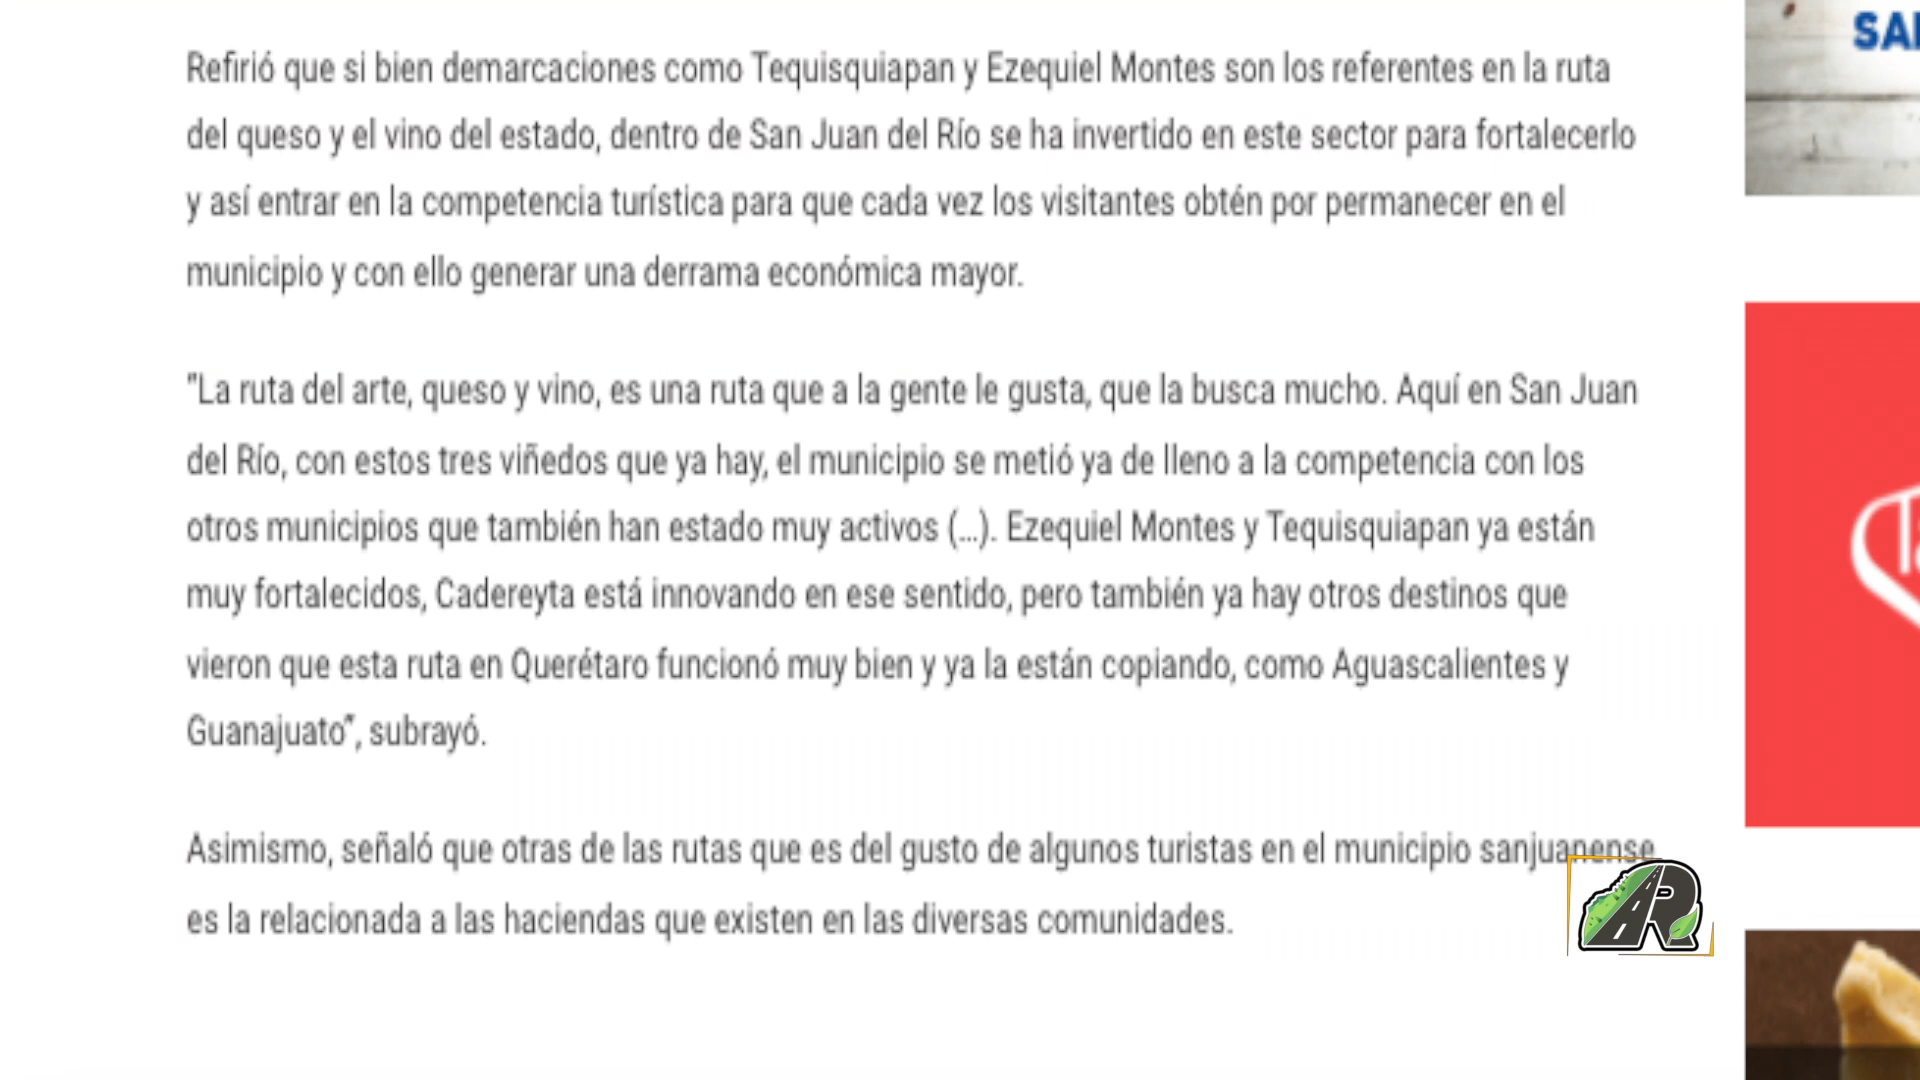 Refirió que si bien demarcaciones como Tequisquiapan y Ezequiel Montes son los referentes en la ruta
del queso y el vino del estado, dentro de San Juan del Río se ha invertido en este sector para fortalecerlo
y así entrar en la competencia turística para que cada vez los visitantes obtén por permanecer en el
municipio y con ello generar una derrama económica mayor.
"La ruta del arte, queso y vino, es una ruta que a la gente le gusta, que la busca mucho. Aquí en San Juan
del Río, con estos tres viñedos que ya hay, el municipio se metió ya de lleno a la competencia con los
otros municipios que también han estado muy activos (...). Ezequiel Montes y Tequisquiapan ya están
muy fortalecidos, Cadereyta está innovando en ese sentido, pero también ya hay otros destinos que
vieron que esta ruta en Querétaro funcionó muy bien y ya la están copiando, como Aguascalientes y
Guanajuato”, subrayó.
Asimismo, señaló que otras de las rutas que es del gusto de algunos turistas en el municipio sanjuanense
es la relacionada a las haciendas que existen en las diversas comunidades.
R